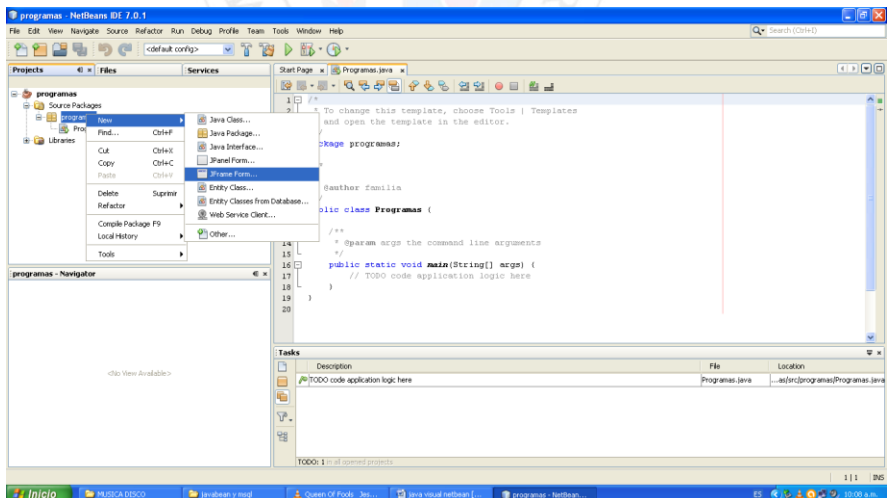 programas - NetBeans IDE 7.0.1
File Edit View Navigate Source Refactor Run Debug Profile Team Tools Window Help
Search (Ctrl+I)
<default config>
Projects Files Services
Start Page Programas.java
programas
Source Packages
Libraries
New
Find... Ctrl+F
Cut Ctrl+X
Copy Ctrl+C
Paste Ctrl+V
Delete Suprimir
Refactor
Compile Package F9
Local History
Tools
Java Class...
Java Package...
Java Interface...
JPanel Form...
JFrame Form...
Entity Class...
Entity Classes from Database...
Web Service Client...
Other...
1 /*
2 * To change this template, choose Tools | Templates
and open the template in the editor.
/
kage programas;
@author familia
/
blic class Programas {
/**
14 * @param args the command line arguments
15 */
16 public static void main(String[] args) {
17 // TODO code application logic here
18 }
19 }
20
programas - Navigator
<No View Available>
Tasks
Description File Location
TODO code application logic here Programas.java ...as/src/programas/Programas.java
TODO: 1 in all opened projects
1|1 INS
Inicio MUSICA DISCO javabean y msql Queen Of Fools Jes... java visual netbean [... programas - NetBean... ES 10:08 a.m.